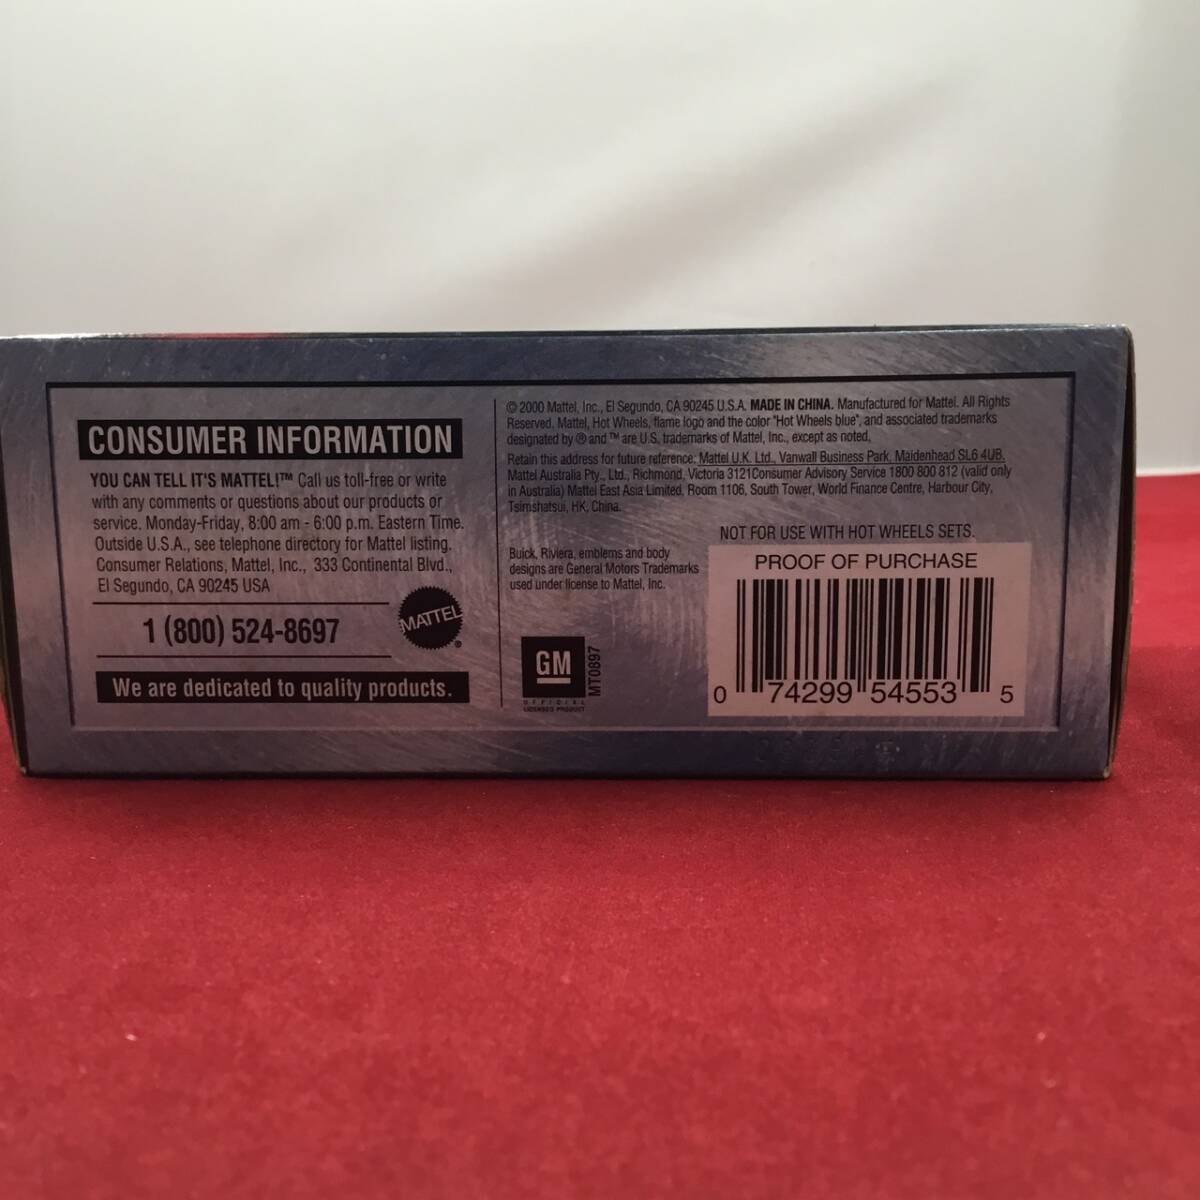 CONSUMER INFORMATION
YOU CAN TELL IT'S MATTEL!™ Call us toll-free or write
with any comments or questions about our products or
service. Monday-Friday, 8:00 am - 6:00 p.m. Eastern Time.
Outside U.S.A., see telephone directory for Mattel listing.
Consumer Relations, Mattel, Inc., 333 Continental Blvd.,
El Segundo, CA 90245 USA
1 (800) 524-8697
MATTEL
®
We are dedicated to quality products.
© 2000 Mattel, Inc., El Segundo, CA 90245 U.S.A. MADE IN CHINA. Manufactured for Mattel. All Rights
Reserved. Mattel, Hot Wheels, flame logo and the color "Hot Wheels blue", and associated trademarks
designated by ® and ™ are U.S. trademarks of Mattel, Inc., except as noted.
Retain this address for future reference: Mattel U.K. Ltd., Vanwall Business Park, Maidenhead SL6 4UB.
Mattel Australia Pty., Ltd., Richmond, Victoria 3121Consumer Advisory Service 1800 800 812 (valid only
in Australia) Mattel East Asia Limited, Room 1106, South Tower, World Finance Centre, Harbour City,
Tsimshatsui, HK, China.
Buick, Riviera, emblems and body
designs are General Motors Trademarks
used under license to Mattel, Inc.
GM
OFFICIAL
LICENSED PRODUCT
MT0897
NOT FOR USE WITH HOT WHEELS SETS.
PROOF OF PURCHASE
0 74299 54553 5